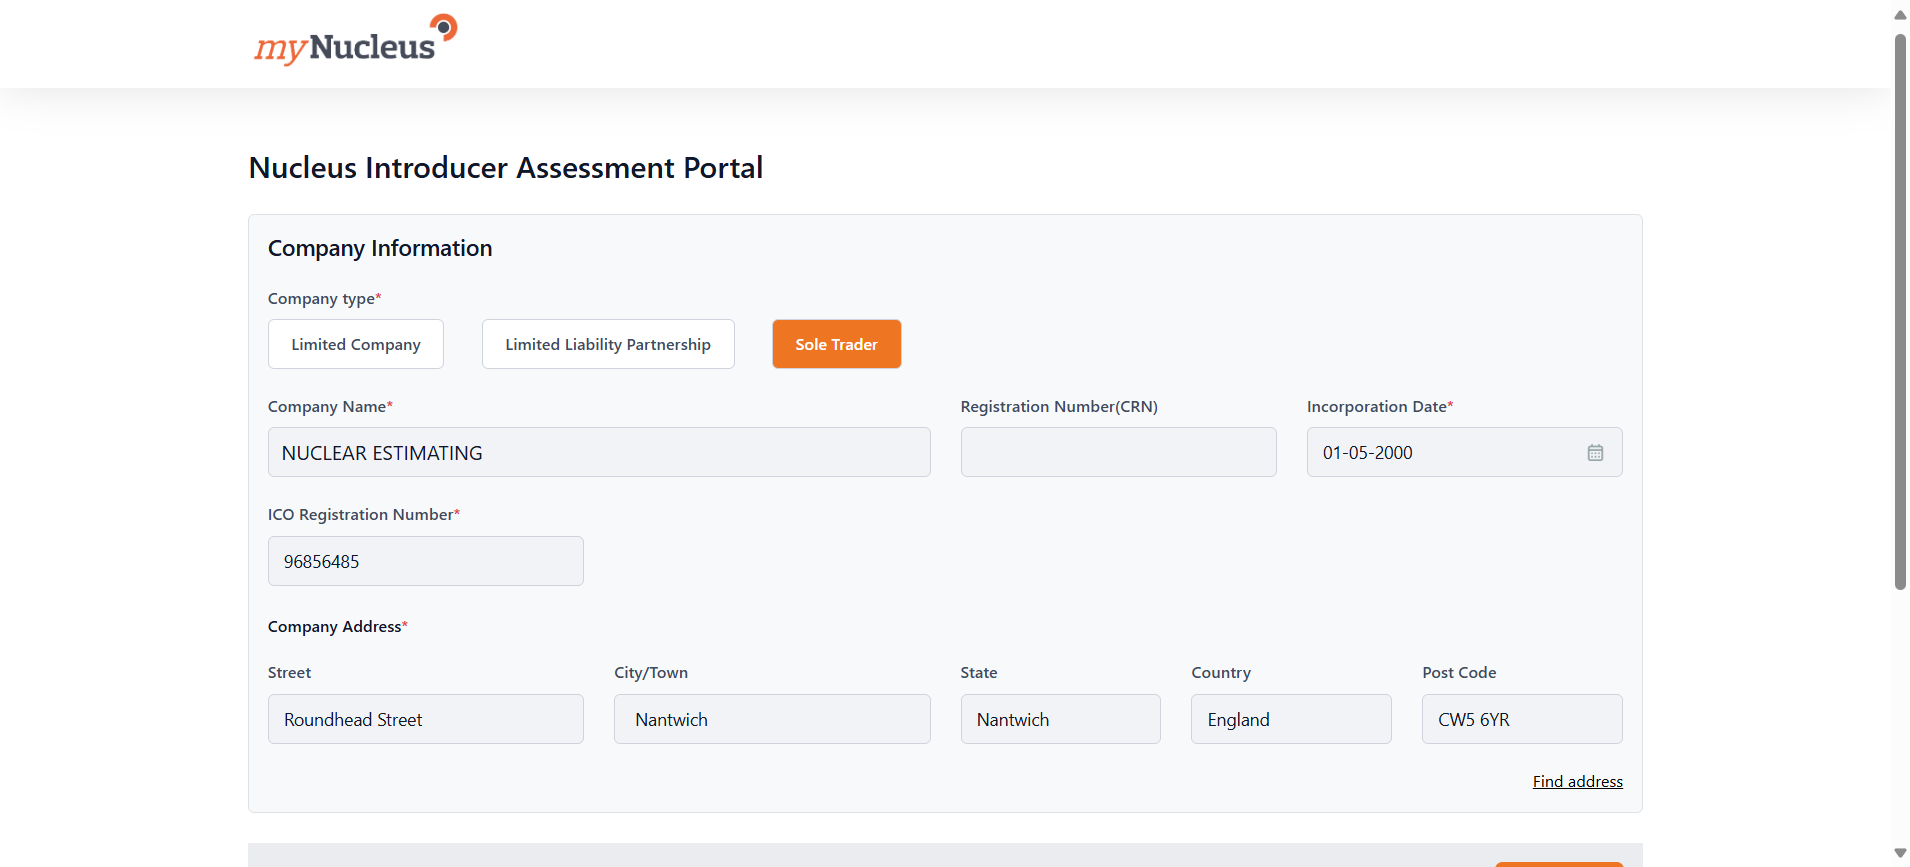 myNucleus
Nucleus Introducer Assessment Portal
Company Information
Company type*
Limited Company
Limited Liability Partnership
Sole Trader
Company Name*
Registration Number(CRN)
Incorporation Date*
NUCLEAR ESTIMATING
01-05-2000
ICO Registration Number*
96856485
Company Address*
Street
City/Town
State
Country
Post Code
Roundhead Street
Nantwich
Nantwich
England
CW5 6YR
Find address